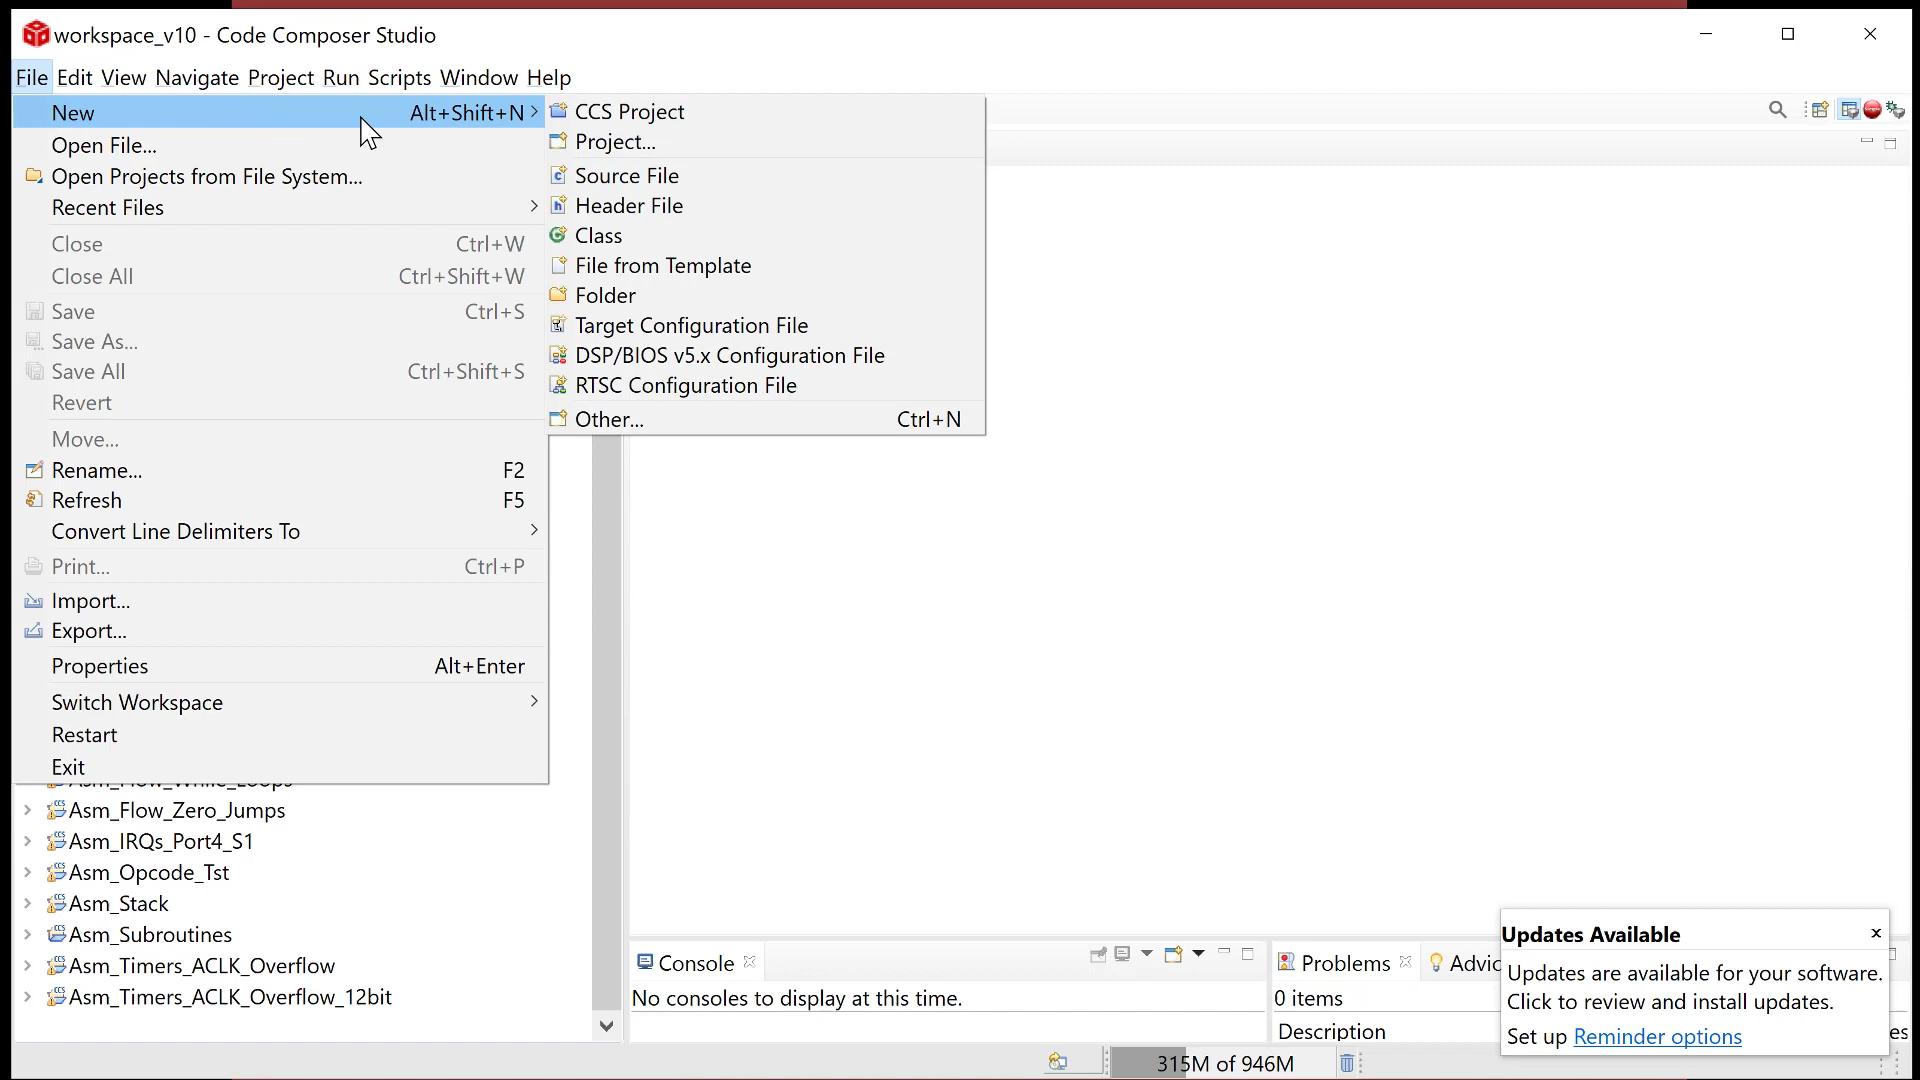 workspace_v10 - Code Composer Studio
File Edit View Navigate Project Run Scripts Window Help
New Alt+Shift+N
Open File...
Open Projects from File System...
Recent Files
Close Ctrl+W
Close All Ctrl+Shift+W
Save Ctrl+S
Save As...
Save All Ctrl+Shift+S
Revert
Move...
Rename... F2
Refresh F5
Convert Line Delimiters To
Print... Ctrl+P
Import...
Export...
Properties Alt+Enter
Switch Workspace
Restart
Exit
CCS Project
Project...
Source File
Header File
Class
File from Template
Folder
Target Configuration File
DSP/BIOS v5.x Configuration File
RTSC Configuration File
Other... Ctrl+N
Asm_Flow_While_Loops
Asm_Flow_Zero_Jumps
Asm_IRQs_Port4_S1
Asm_Opcode_Tst
Asm_Stack
Asm_Subroutines
Asm_Timers_ACLK_Overflow
Asm_Timers_ACLK_Overflow_12bit
Console
No consoles to display at this time.
Problems Advic
0 items
Description
Updates Available
Updates are available for your software.
Click to review and install updates.
Set up Reminder options
es
315M of 946M